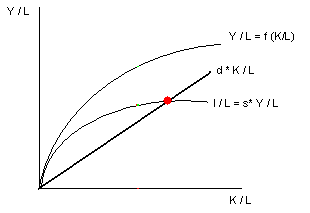 Y / L
Y / L = f (K/L)
d * K / L
I / L = s* Y / L
K / L